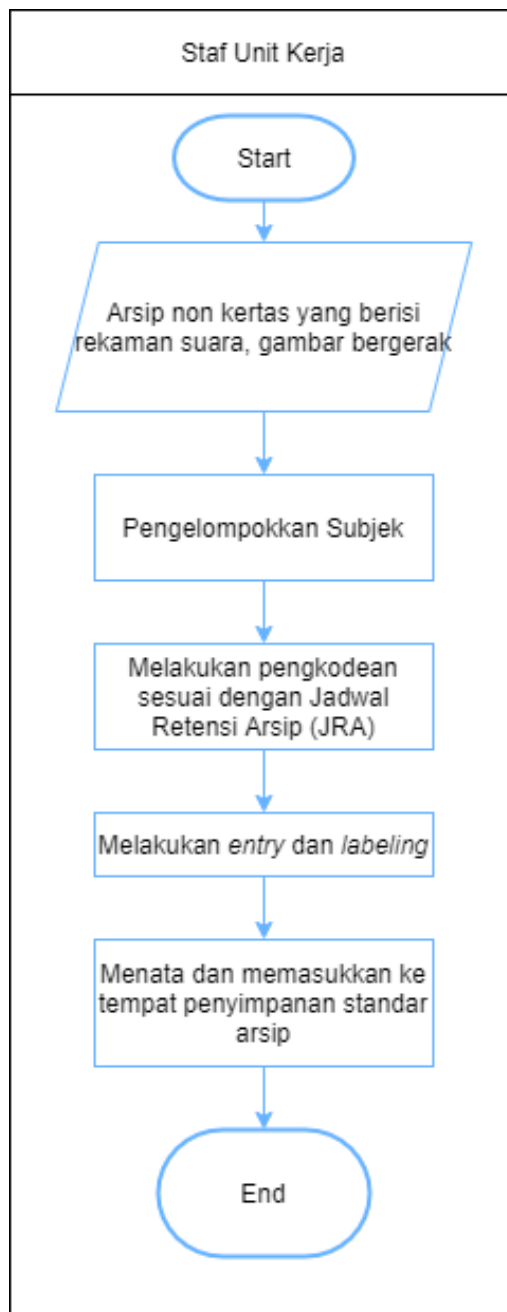 Staf Unit Kerja
Start
Arsip non kertas yang berisi
rekaman suara, gambar bergerak
Pengelompokkan Subjek
Melakukan pengkodean
sesuai dengan Jadwal
Retensi Arsip (JRA)
Melakukan entry dan labeling
Menata dan memasukkan ke
tempat penyimpanan standar
arsip
End